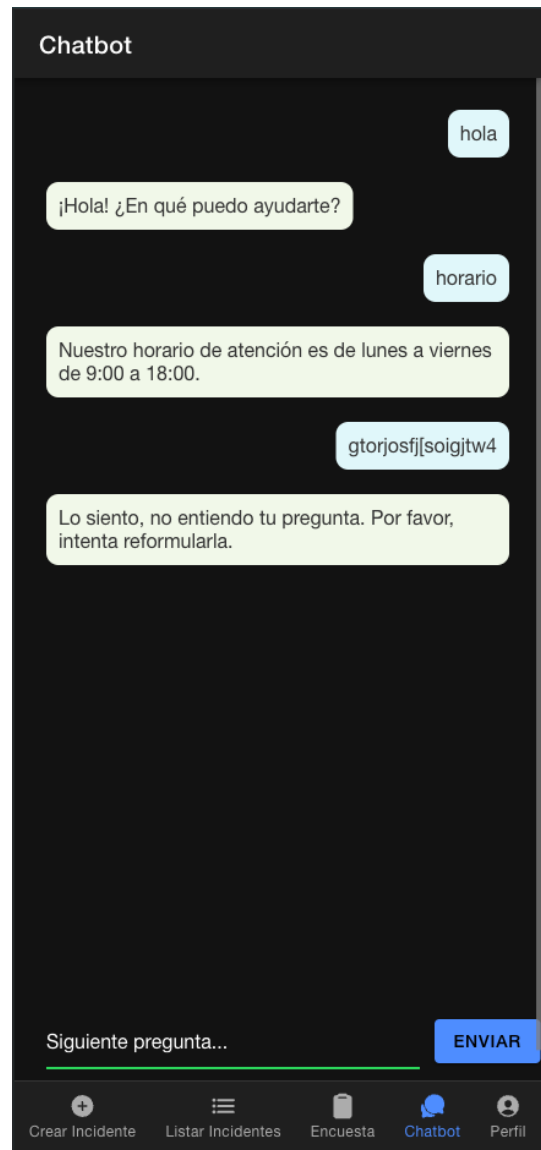 Chatbot
hola
¡Hola! ¿En qué puedo ayudarte?
horario
Nuestro horario de atención es de lunes a viernes
de 9:00 a 18:00.
gtorjosfj[soigjtw4
Lo siento, no entiendo tu pregunta. Por favor,
intenta reformularla.
Siguiente pregunta...
ENVIAR
Crear Incidente
Listar Incidentes
Encuesta
Chatbot
Perfil